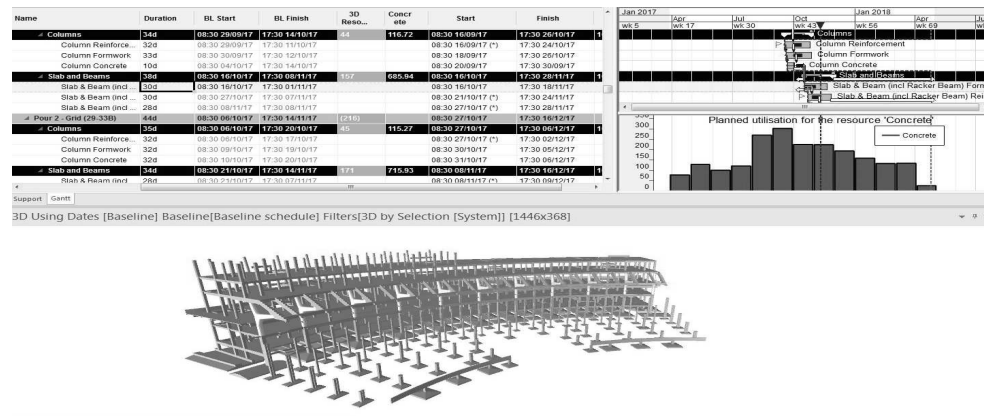 Name Duration BL Start BL Finish 3D Reso... Concr ete Start Finish
Columns 34d 08:30 29/09/17 17:30 14/10/17 44 116.72 08:30 16/09/17 17:30 26/10/17
Column Reinforce... 32d 08:30 29/09/17 17:30 11/10/17 08:30 16/09/17 (*) 17:30 24/10/17
Column Formwork 33d 08:30 30/09/17 17:30 12/10/17 08:30 18/09/17 17:30 26/10/17
Column Concrete 10d 08:30 04/10/17 17:30 14/10/17 08:30 20/09/17 17:30 30/09/17
Slab and Beams 38d 08:30 16/10/17 17:30 08/11/17 157 685.94 08:30 16/10/17 17:30 28/11/17
Slab & Beam (incl ... 30d 08:30 16/10/17 17:30 01/11/17 08:30 16/10/17 17:30 18/11/17
Slab & Beam (incl ... 30d 08:30 27/10/17 17:30 07/11/17 08:30 21/10/17 (*) 17:30 24/11/17
Slab & Beam (incl ... 28d 08:30 08/11/17 17:30 08/11/17 08:30 27/10/17 (*) 17:30 28/11/17
Pour 2 - Grid (29-33B) 44d 08:30 06/10/17 17:30 14/11/17 [216] 08:30 27/10/17 17:30 16/12/17
Columns 35d 08:30 06/10/17 17:30 20/10/17 45 115.27 08:30 27/10/17 17:30 06/12/17
Column Reinforce... 32d 08:30 06/10/17 17:30 17/10/17 08:30 27/10/17 (*) 17:30 02/12/17
Column Formwork 32d 08:30 09/10/17 17:30 19/10/17 08:30 30/10/17 17:30 05/12/17
Column Concrete 32d 08:30 10/10/17 17:30 20/10/17 08:30 31/10/17 17:30 06/12/17
Slab and Beams 34d 08:30 21/10/17 17:30 14/11/17 171 715.93 08:30 08/11/17 17:30 16/12/17
Slab & Beam (incl 28d 08:30 21/10/17 17:30 07/11/17 08:30 08/11/17 (*) 17:30 09/12/17
Jan 2017 Jan 2018
Apr Jul Oct Apr
wk 5 wk 17 wk 30 wk 43 wk 56 wk 69
Columns
Column Reinforcement
Column Formwork
Column Concrete
Slab and Beams
Slab & Beam (incl Racker Beam) Form
Slab & Beam (incl Racker Beam) Rei
Planned utilisation for the resource 'Concrete'
Concrete
300
250
200
150
100
50
0
Support Gantt
3D Using Dates [Baseline] Baseline[Baseline schedule] Filters[3D by Selection [System]] [1446x368]